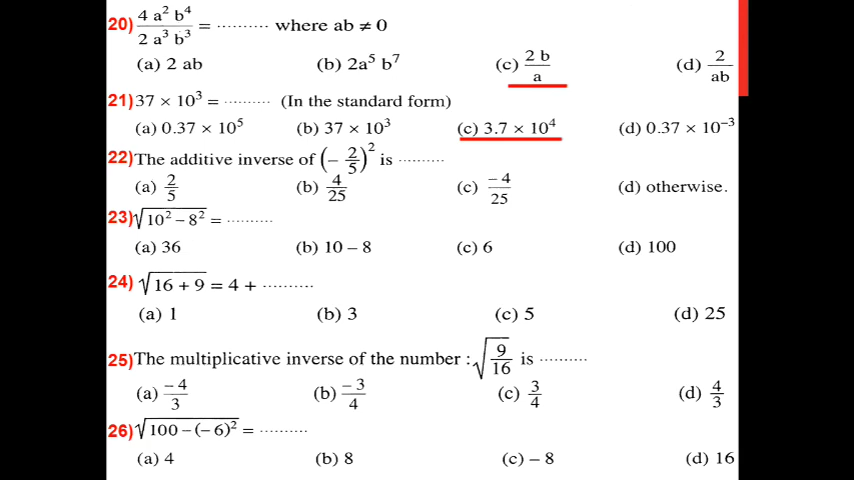 20) 4 a² b⁴ / 2 a³ b³ = ......... where ab ≠ 0
(a) 2 ab (b) 2a⁵ b⁷ (c) 2 b / a (d) 2 / ab
21) 37 × 10³ = ......... (In the standard form)
(a) 0.37 × 10⁵ (b) 37 × 10³ (c) 3.7 × 10⁴ (d) 0.37 × 10⁻³
22) The additive inverse of (– 2/5)² is .........
(a) 2/5 (b) 4/25 (c) –4/25 (d) otherwise.
23) √(10² – 8²) = .........
(a) 36 (b) 10 – 8 (c) 6 (d) 100
24) √(16 + 9) = 4 + .........
(a) 1 (b) 3 (c) 5 (d) 25
25) The multiplicative inverse of the number : √(9/16) is .........
(a) –4/3 (b) –3/4 (c) 3/4 (d) 4/3
26) √(100 – (– 6)²) = .........
(a) 4 (b) 8 (c) – 8 (d) 16